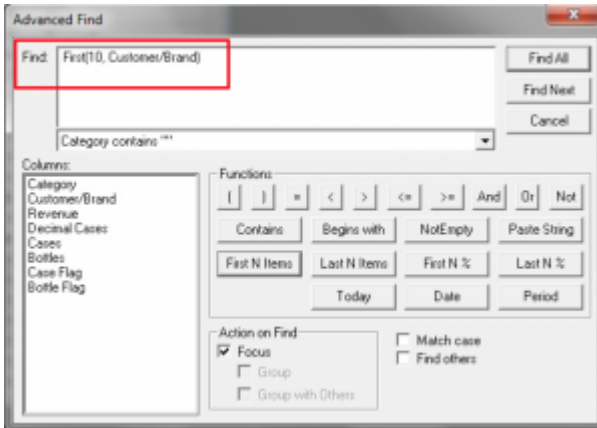 Advanced Find
Find: First(10, Customer/Brand)
Find All
Find Next
Cancel
Category contains ""
Columns:
Category
Customer/Brand
Revenue
Decimal Cases
Cases
Bottles
Case Flag
Bottle Flag
Functions
( ) = < > <= >= And Or Not
Contains Begins with NotEmpty Paste String
First N Items Last N Items First N % Last N %
Today Date Period
Action on Find
Focus
Group
Group with Others
Match case
Find others